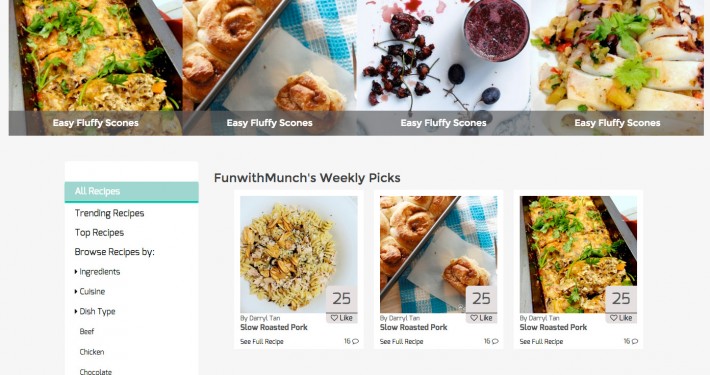 Easy Fluffy Scones
Easy Fluffy Scones
Easy Fluffy Scones
Easy Fluffy Scones
All Recipes
Trending Recipes
Top Recipes
Browse Recipes by:
Ingredients
Cuisine
Dish Type
Beef
Chicken
Chocolate
FunwithMunch's Weekly Picks
25
Like
By Darryl Tan
Slow Roasted Pork
See Full Recipe 16
25
Like
By Darryl Tan
Slow Roasted Pork
See Full Recipe 16
25
Like
By Darryl Tan
Slow Roasted Pork
See Full Recipe 16